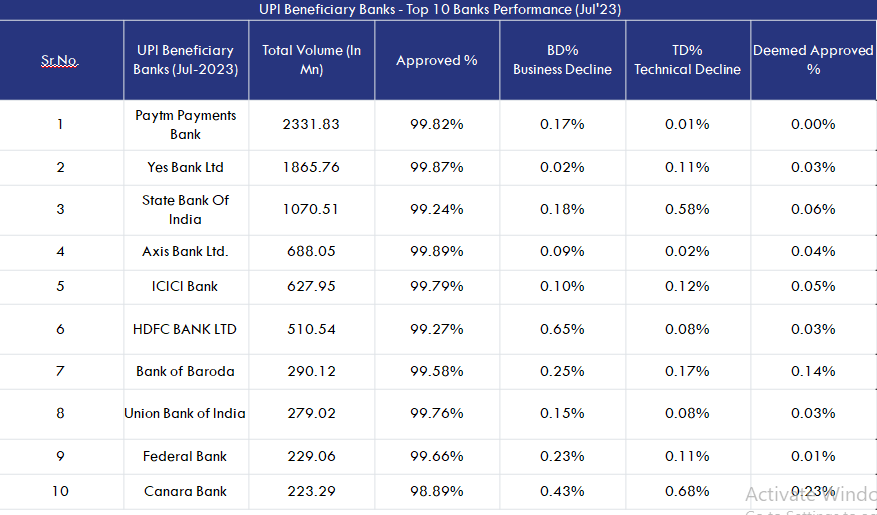 UPI Beneficiary Banks - Top 10 Banks Performance (Jul'23)
Sr.No. UPI Beneficiary Banks (Jul-2023) Total Volume (In Mn) Approved % BD% Business Decline TD% Technical Decline Deemed Approved %
1 Paytm Payments Bank 2331.83 99.82% 0.17% 0.01% 0.00%
2 Yes Bank Ltd 1865.76 99.87% 0.02% 0.11% 0.03%
3 State Bank Of India 1070.51 99.24% 0.18% 0.58% 0.06%
4 Axis Bank Ltd. 688.05 99.89% 0.09% 0.02% 0.04%
5 ICICI Bank 627.95 99.79% 0.10% 0.12% 0.05%
6 HDFC BANK LTD 510.54 99.27% 0.65% 0.08% 0.03%
7 Bank of Baroda 290.12 99.58% 0.25% 0.17% 0.14%
8 Union Bank of India 279.02 99.76% 0.15% 0.08% 0.03%
9 Federal Bank 229.06 99.66% 0.23% 0.11% 0.01%
10 Canara Bank 223.29 98.89% 0.43% 0.68% 0.23%
Activate Windo